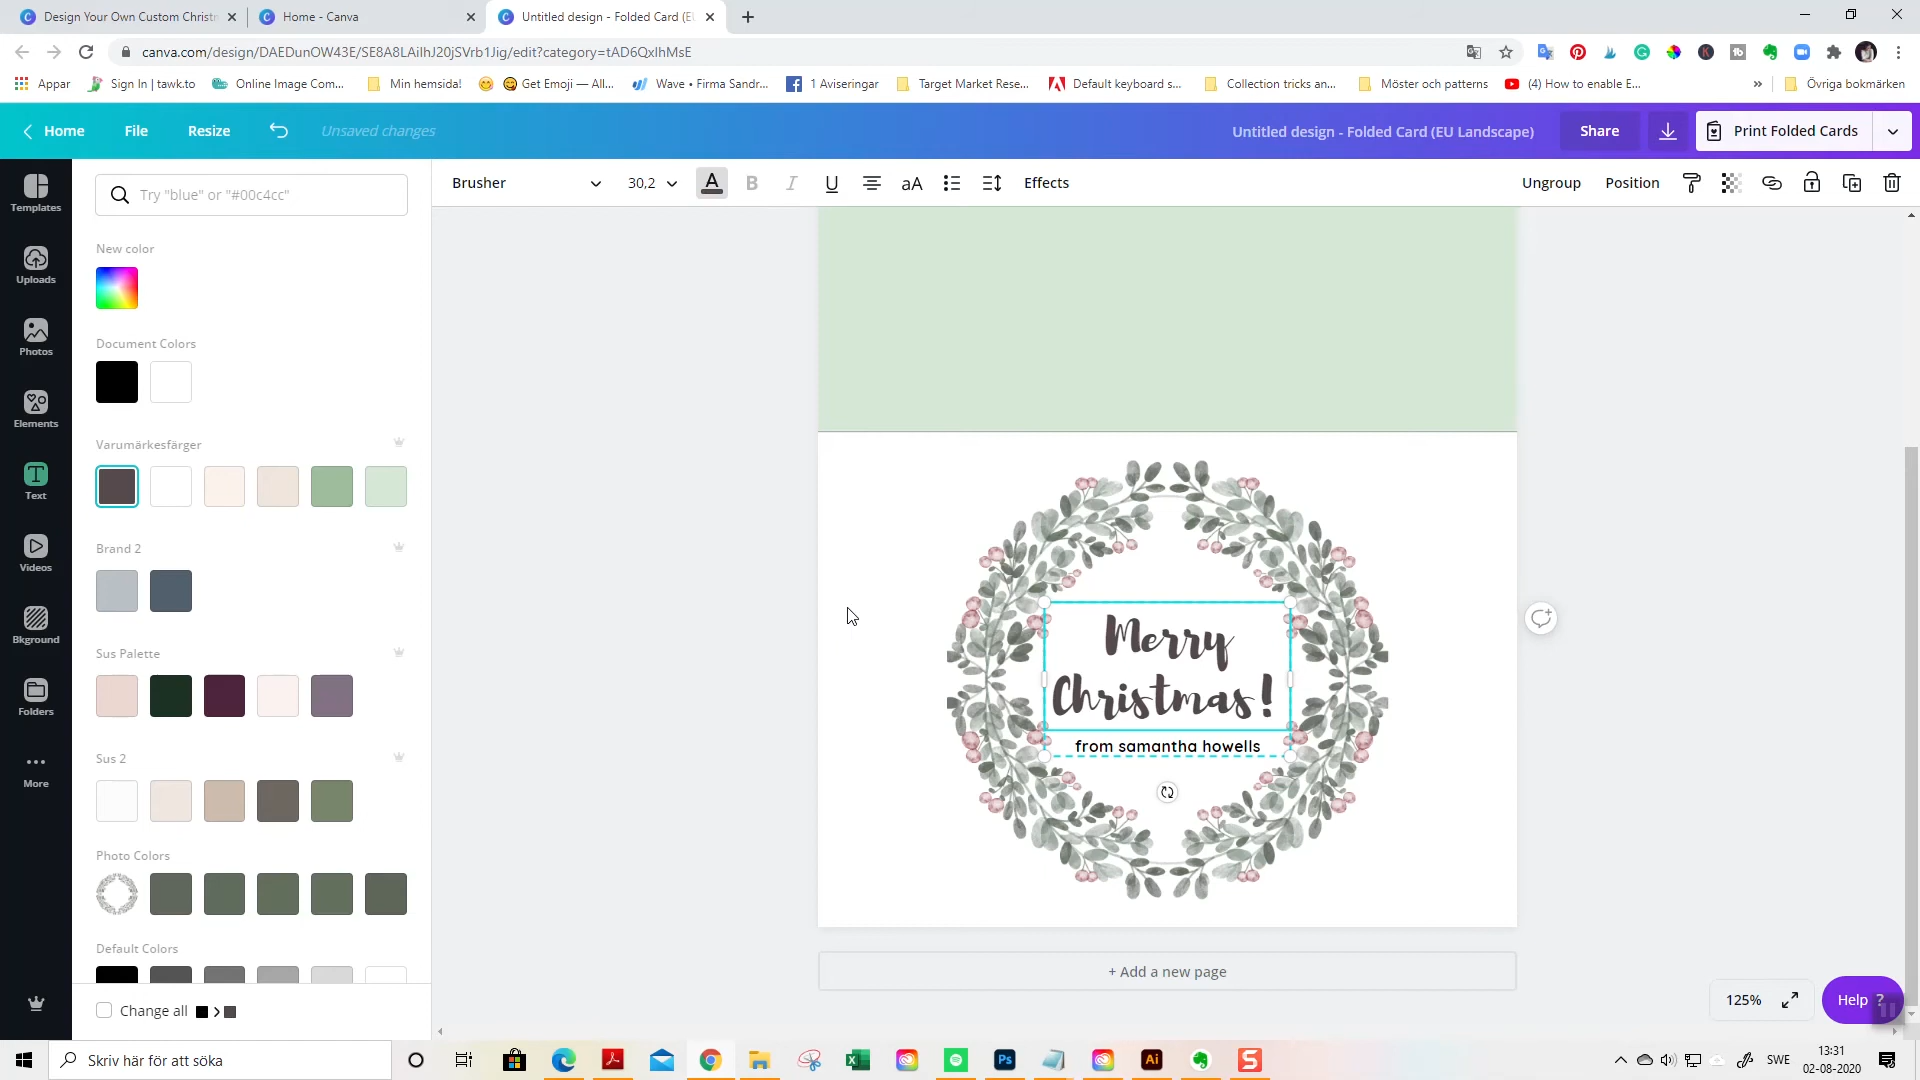 Design Your Own Custom Christm
Home - Canva
Untitled design - Folded Card (EU
canva.com/design/DAEDunOW43E/SE8A8LAiIhJ20jSVrb1Jig/edit?category=tAD6QxIhMsE
Appar
Sign In | tawk.to
Online Image Com...
Min hemsida!
Get Emoji — All...
Wave • Firma Sandr...
1 Aviseringar
Target Market Rese...
Default keyboard s...
Collection tricks an...
Möster och patterns
(4) How to enable E...
»
Övriga bokmärken
Home
File
Resize
Unsaved changes
Untitled design - Folded Card (EU Landscape)
Share
Print Folded Cards
Brusher
30,2
A
B
I
U
aA
Effects
Ungroup
Position
Templates
Uploads
Photos
Elements
Text
Videos
Bkground
Folders
More
Try "blue" or "#00c4cc"
New color
Document Colors
Varumärkesfärger
Brand 2
Sus Palette
Sus 2
Photo Colors
Default Colors
Change all
Merry
Christmas!
from samantha howells
+ Add a new page
125%
Help ?
Skriv här för att söka
SWE
13:31
02-08-2020